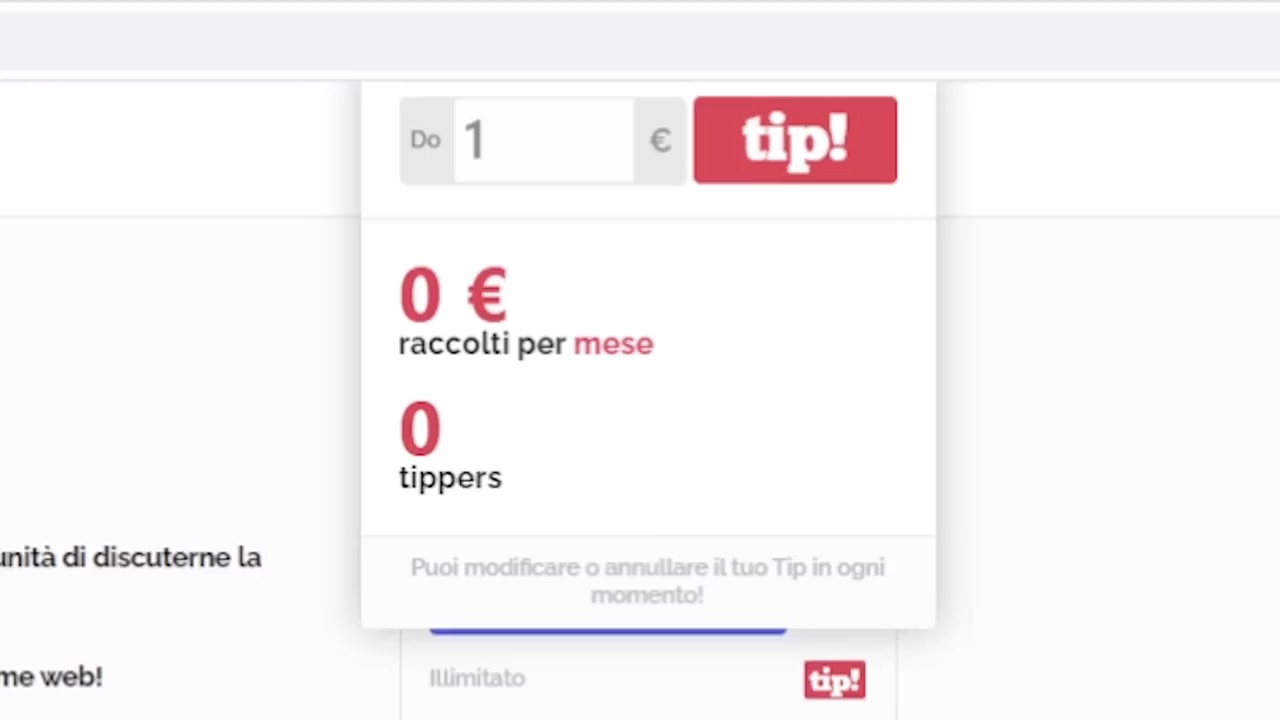 Do 1 € tip!
0 €
raccolti per mese
0
tippers
unità di discuterne la
Puoi modificare o annullare il tuo Tip in ogni
momento!
me web!
Illimitato tip!